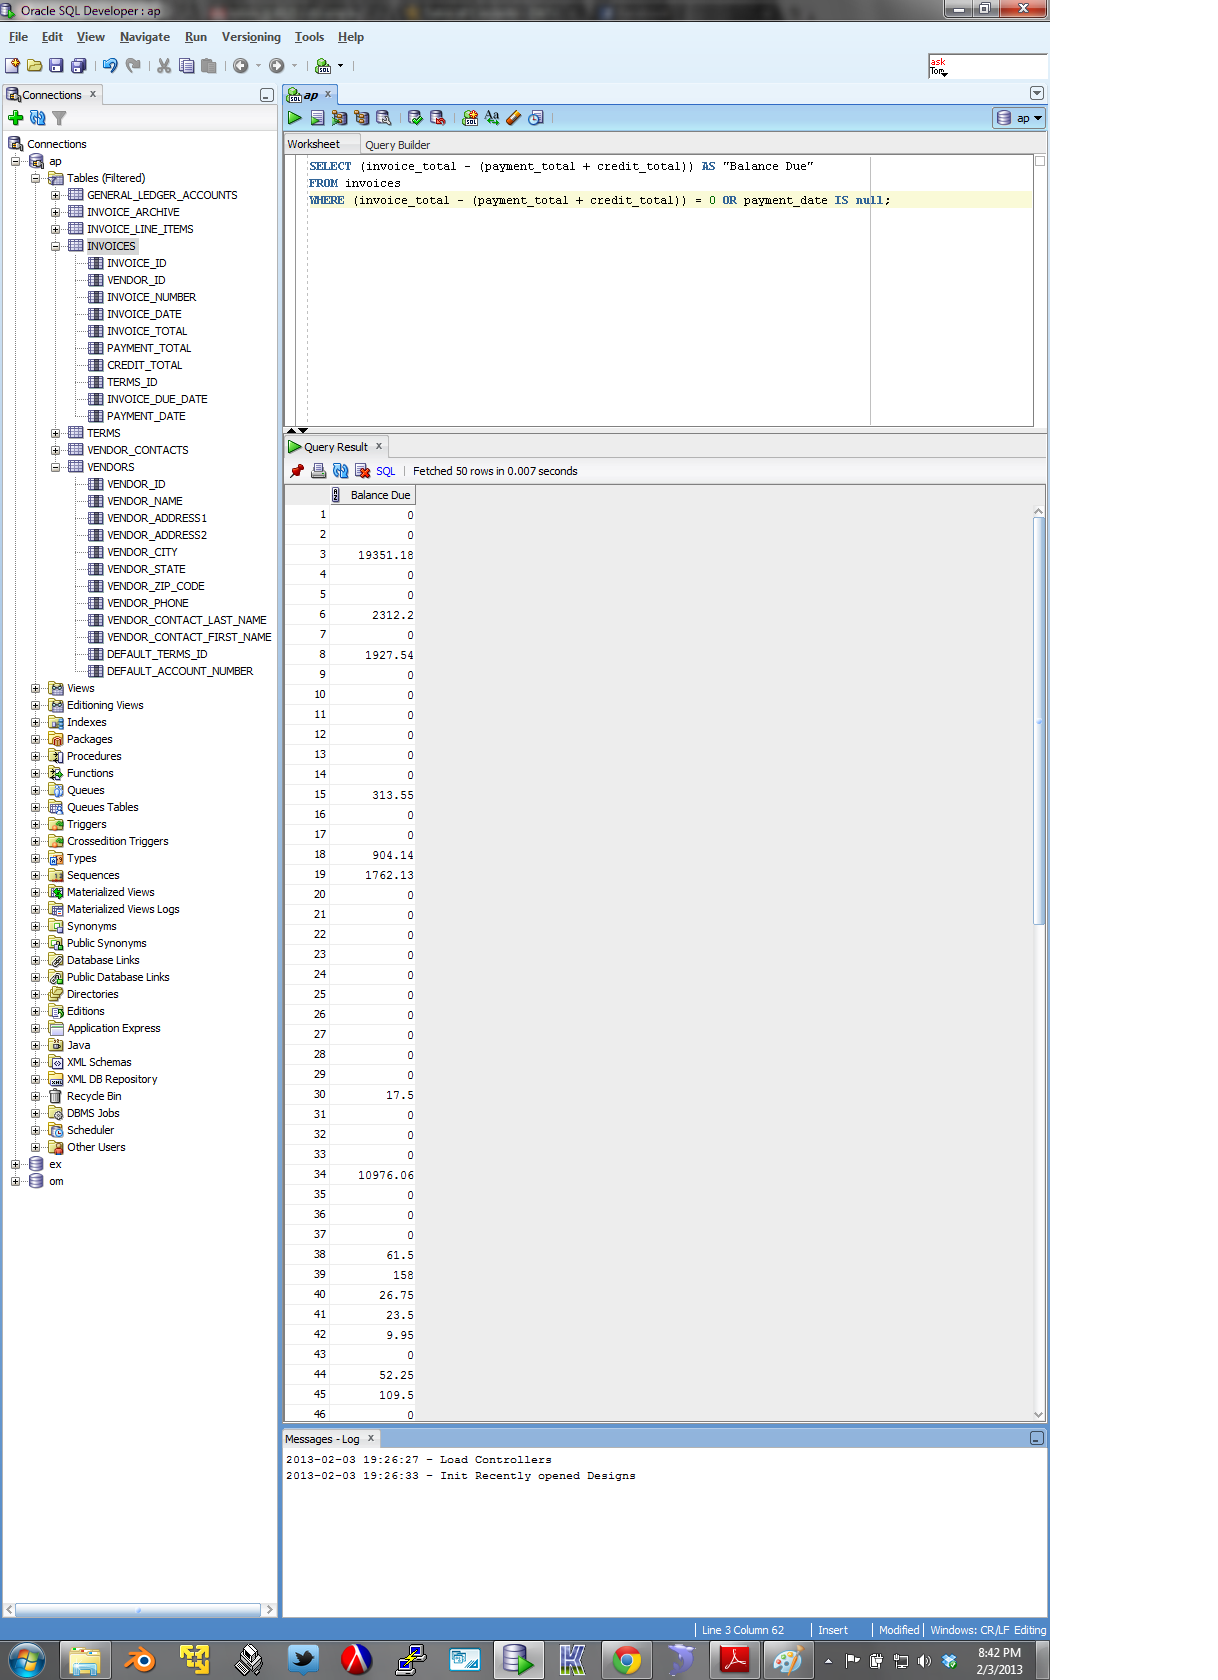 Oracle SQL Developer : ap
File Edit View Navigate Run Versioning Tools Help
ask
Tom
Connections x
ap x
ap
Worksheet Query Builder
SELECT (invoice_total - (payment_total + credit_total)) AS "Balance Due"
FROM invoices
WHERE (invoice_total - (payment_total + credit_total)) = 0 OR payment_date IS null;
Connections
ap
Tables (Filtered)
GENERAL_LEDGER_ACCOUNTS
INVOICE_ARCHIVE
INVOICE_LINE_ITEMS
INVOICES
INVOICE_ID
VENDOR_ID
INVOICE_NUMBER
INVOICE_DATE
INVOICE_TOTAL
PAYMENT_TOTAL
CREDIT_TOTAL
TERMS_ID
INVOICE_DUE_DATE
PAYMENT_DATE
TERMS
VENDOR_CONTACTS
VENDORS
VENDOR_ID
VENDOR_NAME
VENDOR_ADDRESS1
VENDOR_ADDRESS2
VENDOR_CITY
VENDOR_STATE
VENDOR_ZIP_CODE
VENDOR_PHONE
VENDOR_CONTACT_LAST_NAME
VENDOR_CONTACT_FIRST_NAME
DEFAULT_TERMS_ID
DEFAULT_ACCOUNT_NUMBER
Views
Editioning Views
Indexes
Packages
Procedures
Functions
Queues
Queues Tables
Triggers
Crossedition Triggers
Types
Sequences
Materialized Views
Materialized Views Logs
Synonyms
Public Synonyms
Database Links
Public Database Links
Directories
Editions
Application Express
Java
XML Schemas
XML DB Repository
Recycle Bin
DBMS Jobs
Scheduler
Other Users
ex
om
Query Result x
SQL | Fetched 50 rows in 0.007 seconds
Balance Due
1 0
2 0
3 19351.18
4 0
5 0
6 2312.2
7 0
8 1927.54
9 0
10 0
11 0
12 0
13 0
14 0
15 313.55
16 0
17 0
18 904.14
19 1762.13
20 0
21 0
22 0
23 0
24 0
25 0
26 0
27 0
28 0
29 0
30 17.5
31 0
32 0
33 0
34 10976.06
35 0
36 0
37 0
38 61.5
39 158
40 26.75
41 23.5
42 9.95
43 0
44 52.25
45 109.5
46 0
Messages - Log x
2013-02-03 19:26:27 - Load Controllers
2013-02-03 19:26:33 - Init Recently opened Designs
Line 3 Column 62 | Insert | Modified | Windows: CR/LF Editing
8:42 PM
2/3/2013